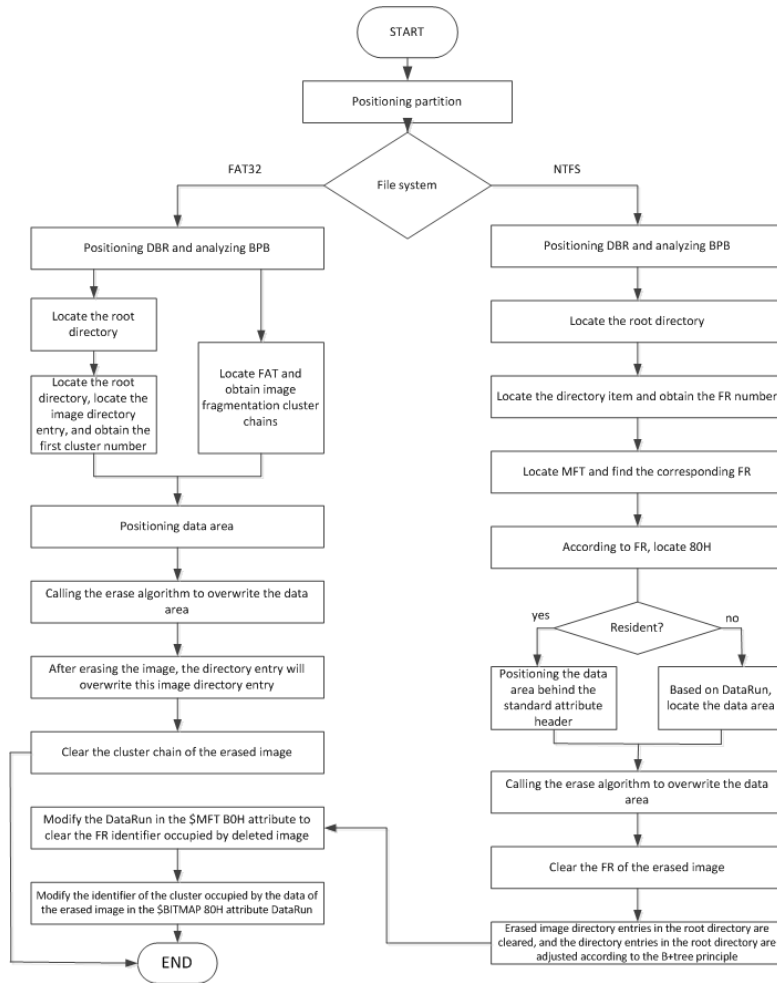 START
Positioning partition
File system
FAT32
NTFS
Positioning DBR and analyzing BPB
Locate the root
directory
Locate the root
directory, locate the
image directory
entry, and obtain the
first cluster number
Locate FAT and
obtain image
fragmentation cluster
chains
Positioning data area
Calling the erase algorithm to overwrite the data
area
After erasing the image, the directory entry will
overwrite this image directory entry
Clear the cluster chain of the erased image
Positioning DBR and analyzing BPB
Locate the root directory
Locate the directory item and obtain the FR number
Locate MFT and find the corresponding FR
According to FR, locate 80H
Resident?
yes
no
Positioning the data
area behind the
standard attribute
header
Based on DataRun,
locate the data area
Calling the erase algorithm to overwrite the data
area
Clear the FR of the erased image
Erased image directory entries in the root directory are
cleared, and the directory entries in the root directory are
adjusted according to the B+tree principle
Modify the DataRun in the $MFT B0H attribute to
clear the FR identifier occupied by deleted image
Modify the identifier of the cluster occupied by the data of
the erased image in the $BITMAP 80H attribute DataRun
END